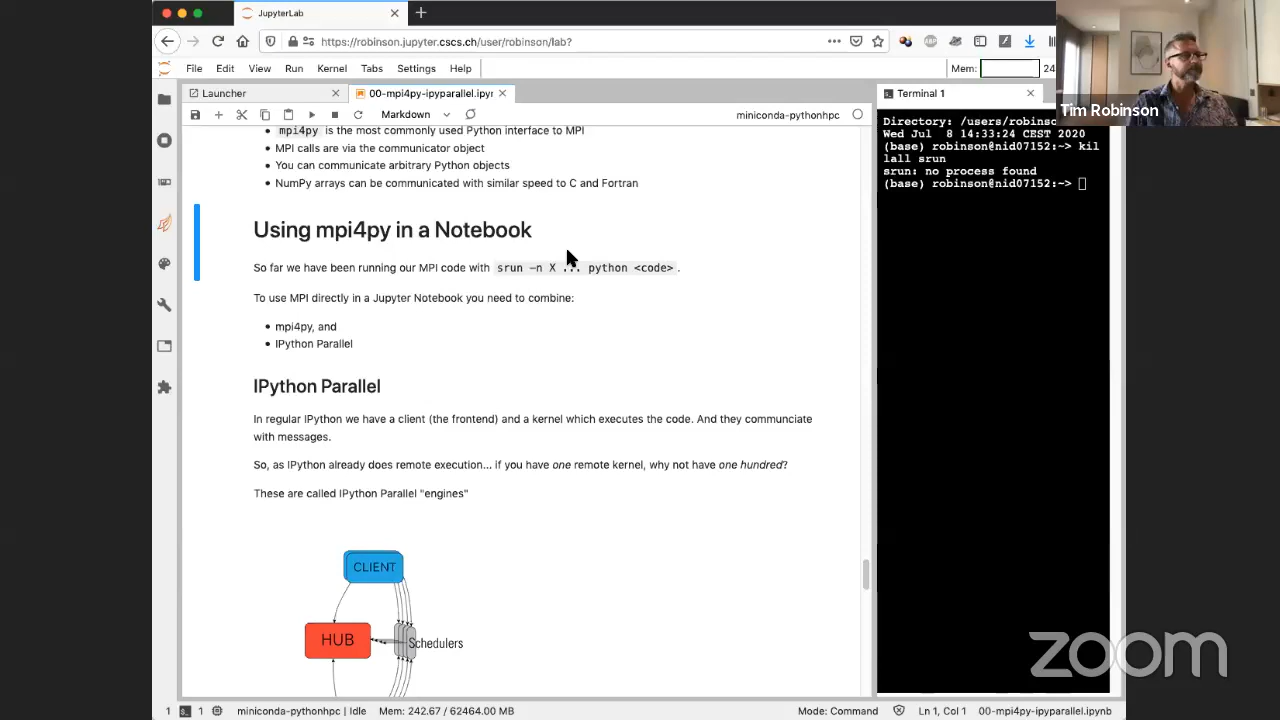 JupyterLab
https://robinson.jupyter.cscs.ch/user/robinson/lab?
ABP
File Edit View Run Kernel Tabs Settings Help
Mem: 24
Tim Robinson
Launcher
00-mpi4py-ipyparallel.ipyr
Terminal 1
Markdown
miniconda-pythonhpc
mpi4py is the most commonly used Python interface to MPI
MPI calls are via the communicator object
You can communicate arbitrary Python objects
NumPy arrays can be communicated with similar speed to C and Fortran
Using mpi4py in a Notebook
So far we have been running our MPI code with srun -n X ... python <code>.
To use MPI directly in a Jupyter Notebook you need to combine:
mpi4py, and
IPython Parallel
IPython Parallel
In regular IPython we have a client (the frontend) and a kernel which executes the code. And they communciate
with messages.
So, as IPython already does remote execution... if you have one remote kernel, why not have one hundred?
These are called IPython Parallel "engines"
CLIENT
HUB
Schedulers
Directory: /users/robinso
Wed Jul 8 14:33:24 CEST 2020
(base) robinson@nid07152:~> kil
lall srun
srun: no process found
(base) robinson@nid07152:~>
zoom
1 1 miniconda-pythonhpc | Idle Mem: 242.67 / 62464.00 MB
Mode: Command Ln 1, Col 1 00-mpi4py-ipyparallel.ipynb